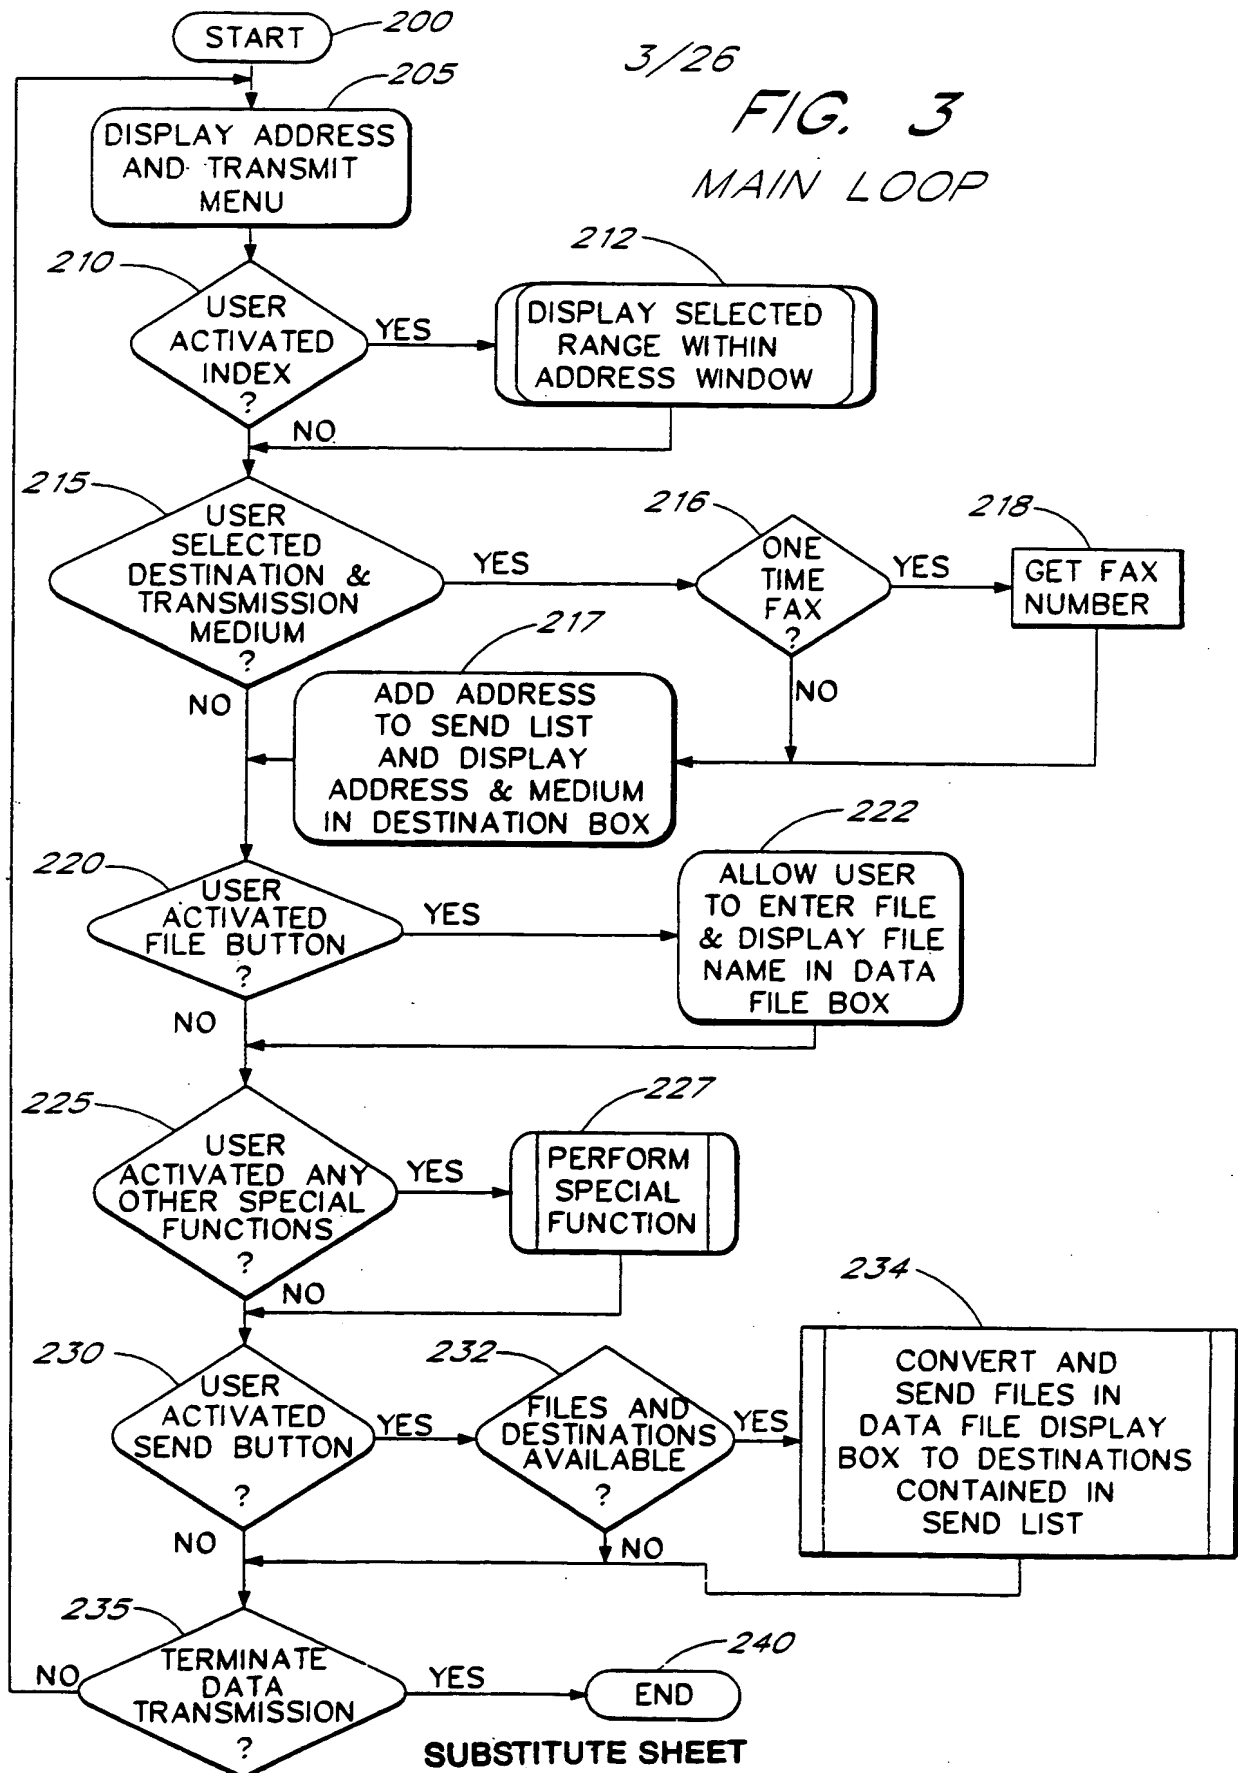 START
200
3/26
FIG. 3
MAIN LOOP
205
DISPLAY ADDRESS
AND TRANSMIT
MENU
210
USER
ACTIVATED
INDEX
?
YES
212
DISPLAY SELECTED
RANGE WITHIN
ADDRESS WINDOW
NO
215
USER
SELECTED
DESTINATION &
TRANSMISSION
MEDIUM
?
YES
216
ONE
TIME
FAX
?
YES
218
GET FAX
NUMBER
NO
NO
217
ADD ADDRESS
TO SEND LIST
AND DISPLAY
ADDRESS & MEDIUM
IN DESTINATION BOX
220
USER
ACTIVATED
FILE BUTTON
?
YES
222
ALLOW USER
TO ENTER FILE
& DISPLAY FILE
NAME IN DATA
FILE BOX
NO
225
USER
ACTIVATED ANY
OTHER SPECIAL
FUNCTIONS
?
YES
227
PERFORM
SPECIAL
FUNCTION
NO
230
USER
ACTIVATED
SEND BUTTON
?
YES
232
FILES AND
DESTINATIONS
AVAILABLE
?
YES
234
CONVERT AND
SEND FILES IN
DATA FILE DISPLAY
BOX TO DESTINATIONS
CONTAINED IN
SEND LIST
NO
NO
235
TERMINATE
DATA
TRANSMISSION
?
NO
YES
240
END
SUBSTITUTE SHEET